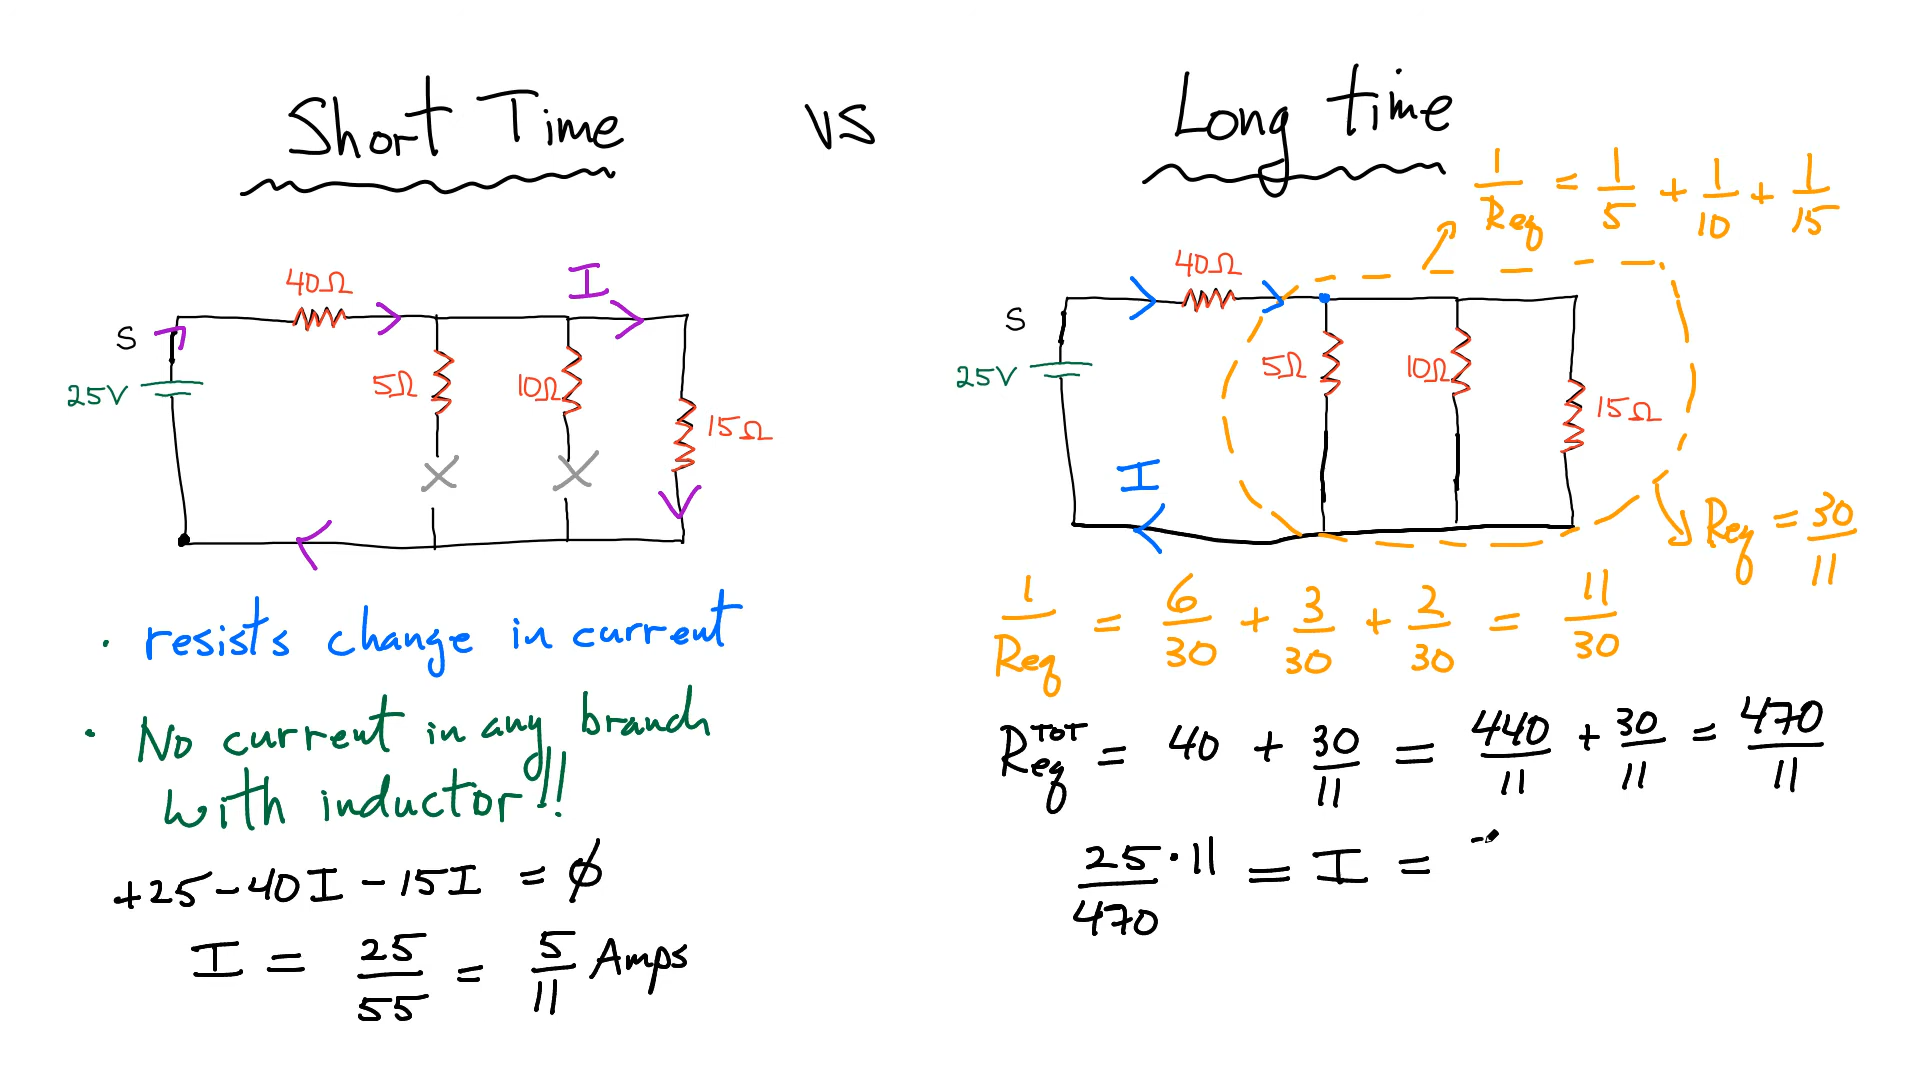 Short Time vs Long time
1/Req = 1/5 + 1/10 + 1/15
40Ω
I
S
25V
5Ω
10Ω
15Ω
40Ω
S
25V
5Ω
10Ω
15Ω
I
Req = 30/11
· resists change in current
· No current in any branch
with inductor!!
+25 - 40I - 15I = ∅
I = 25/55 = 5/11 Amps
1/Req = 6/30 + 3/30 + 2/30 = 11/30
Req^TOT = 40 + 30/11 = 440/11 + 30/11 = 470/11
25·11/470 = I =